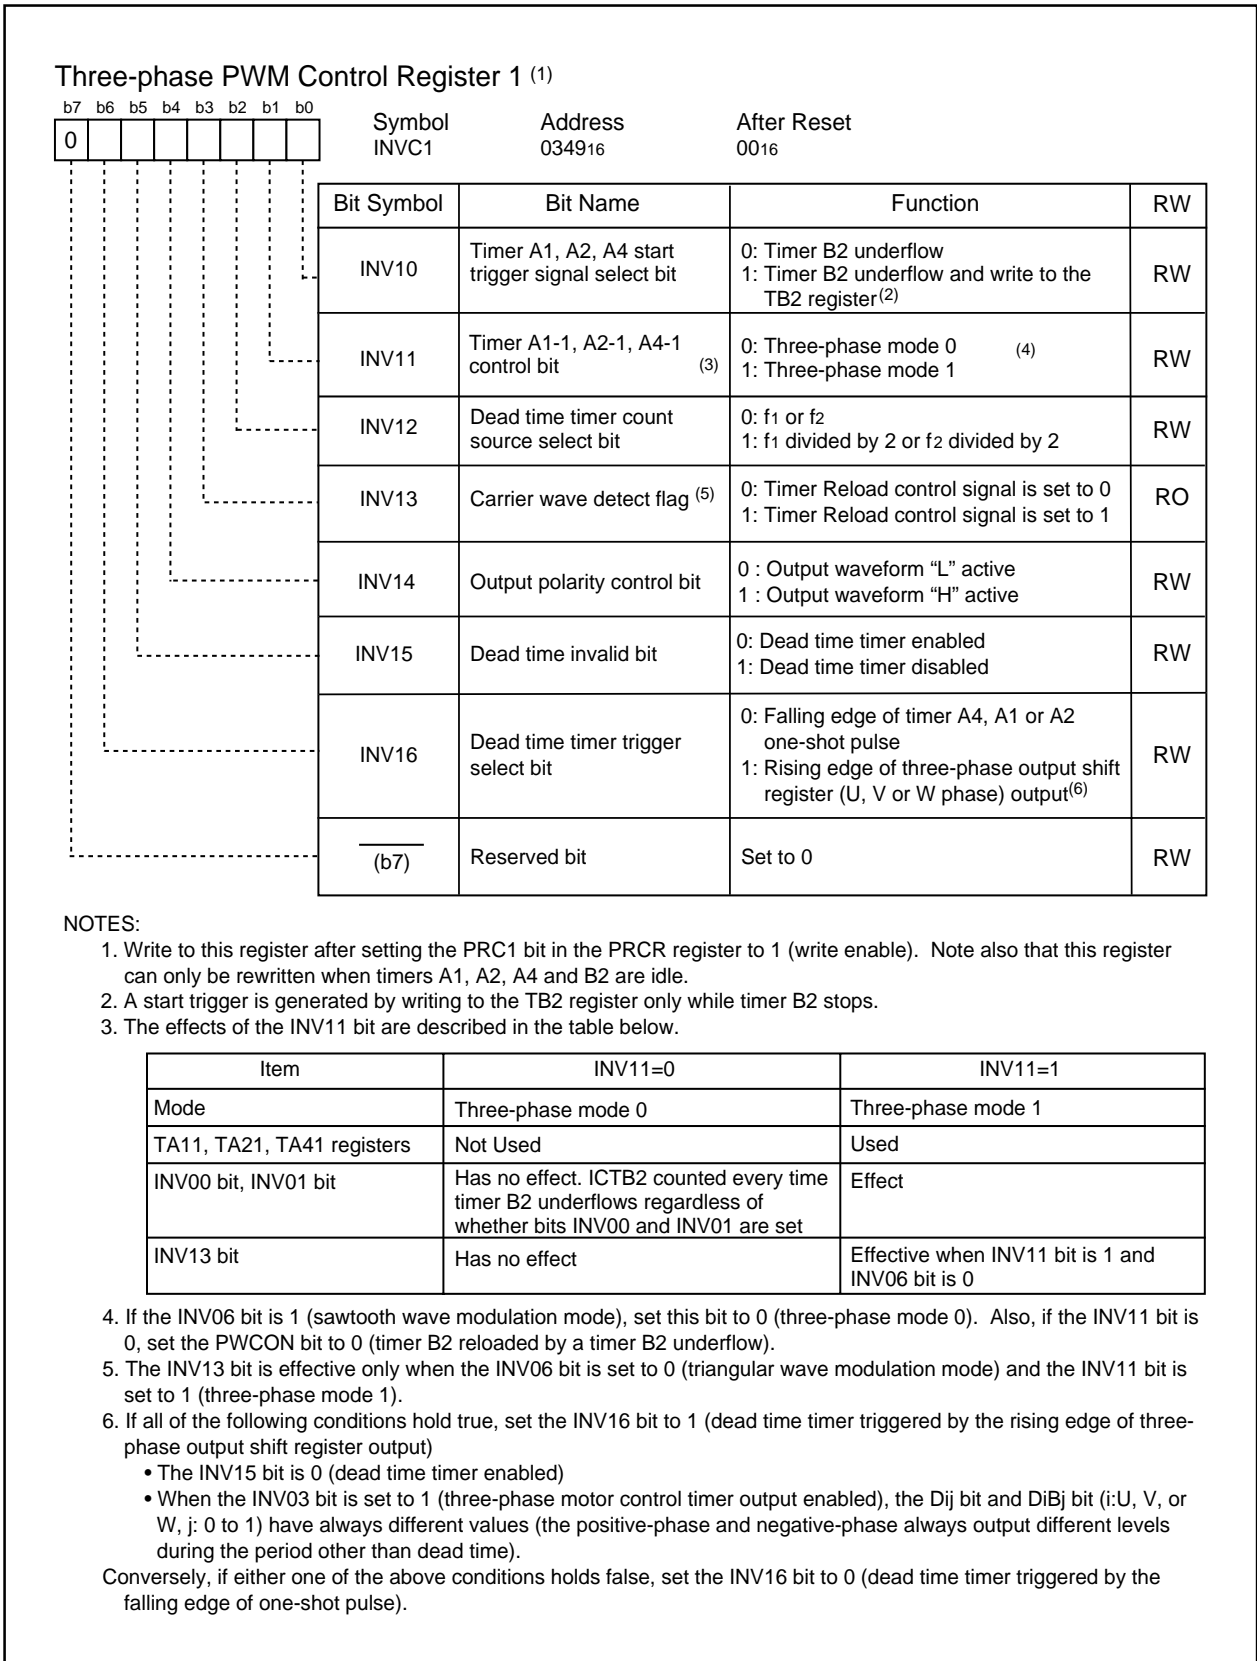 Three-phase PWM Control Register 1 (1)
b7 b6 b5 b4 b3 b2 b1 b0
0
Symbol Address After Reset
INVC1 034916 0016
Bit Symbol Bit Name Function RW
INV10 Timer A1, A2, A4 start trigger signal select bit 0: Timer B2 underflow
1: Timer B2 underflow and write to the TB2 register(2) RW
INV11 Timer A1-1, A2-1, A4-1 control bit (3) 0: Three-phase mode 0 (4)
1: Three-phase mode 1 RW
INV12 Dead time timer count source select bit 0: f1 or f2
1: f1 divided by 2 or f2 divided by 2 RW
INV13 Carrier wave detect flag (5) 0: Timer Reload control signal is set to 0
1: Timer Reload control signal is set to 1 RO
INV14 Output polarity control bit 0 : Output waveform “L” active
1 : Output waveform “H” active RW
INV15 Dead time invalid bit 0: Dead time timer enabled
1: Dead time timer disabled RW
INV16 Dead time timer trigger select bit 0: Falling edge of timer A4, A1 or A2 one-shot pulse
1: Rising edge of three-phase output shift register (U, V or W phase) output(6) RW
(b7) Reserved bit Set to 0 RW
NOTES:
1. Write to this register after setting the PRC1 bit in the PRCR register to 1 (write enable). Note also that this register
can only be rewritten when timers A1, A2, A4 and B2 are idle.
2. A start trigger is generated by writing to the TB2 register only while timer B2 stops.
3. The effects of the INV11 bit are described in the table below.
Item INV11=0 INV11=1
Mode Three-phase mode 0 Three-phase mode 1
TA11, TA21, TA41 registers Not Used Used
INV00 bit, INV01 bit Has no effect. ICTB2 counted every time timer B2 underflows regardless of whether bits INV00 and INV01 are set Effect
INV13 bit Has no effect Effective when INV11 bit is 1 and INV06 bit is 0
4. If the INV06 bit is 1 (sawtooth wave modulation mode), set this bit to 0 (three-phase mode 0). Also, if the INV11 bit is
0, set the PWCON bit to 0 (timer B2 reloaded by a timer B2 underflow).
5. The INV13 bit is effective only when the INV06 bit is set to 0 (triangular wave modulation mode) and the INV11 bit is
set to 1 (three-phase mode 1).
6. If all of the following conditions hold true, set the INV16 bit to 1 (dead time timer triggered by the rising edge of three-
phase output shift register output)
• The INV15 bit is 0 (dead time timer enabled)
• When the INV03 bit is set to 1 (three-phase motor control timer output enabled), the Dij bit and DiBj bit (i:U, V, or
W, j: 0 to 1) have always different values (the positive-phase and negative-phase always output different levels
during the period other than dead time).
Conversely, if either one of the above conditions holds false, set the INV16 bit to 0 (dead time timer triggered by the
falling edge of one-shot pulse).